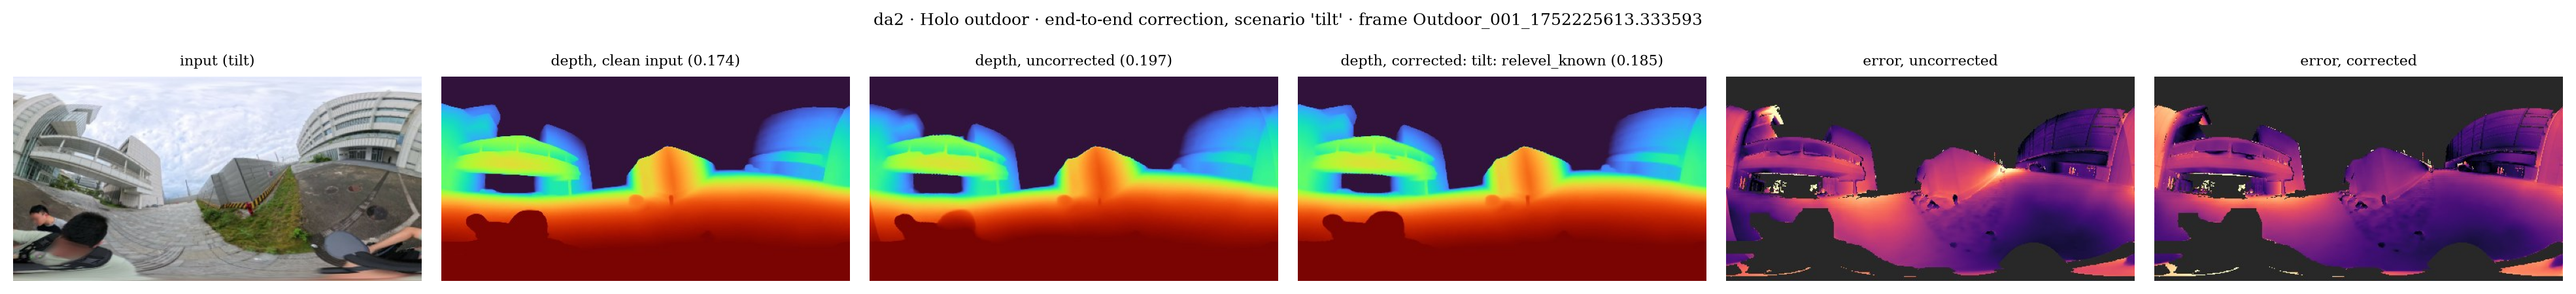 da2 · Holo outdoor · end-to-end correction, scenario 'tilt' · frame Outdoor_001_1752225613.333593
input (tilt)
depth, clean input (0.174)
depth, uncorrected (0.197)
depth, corrected: tilt: relevel_known (0.185)
error, uncorrected
error, corrected